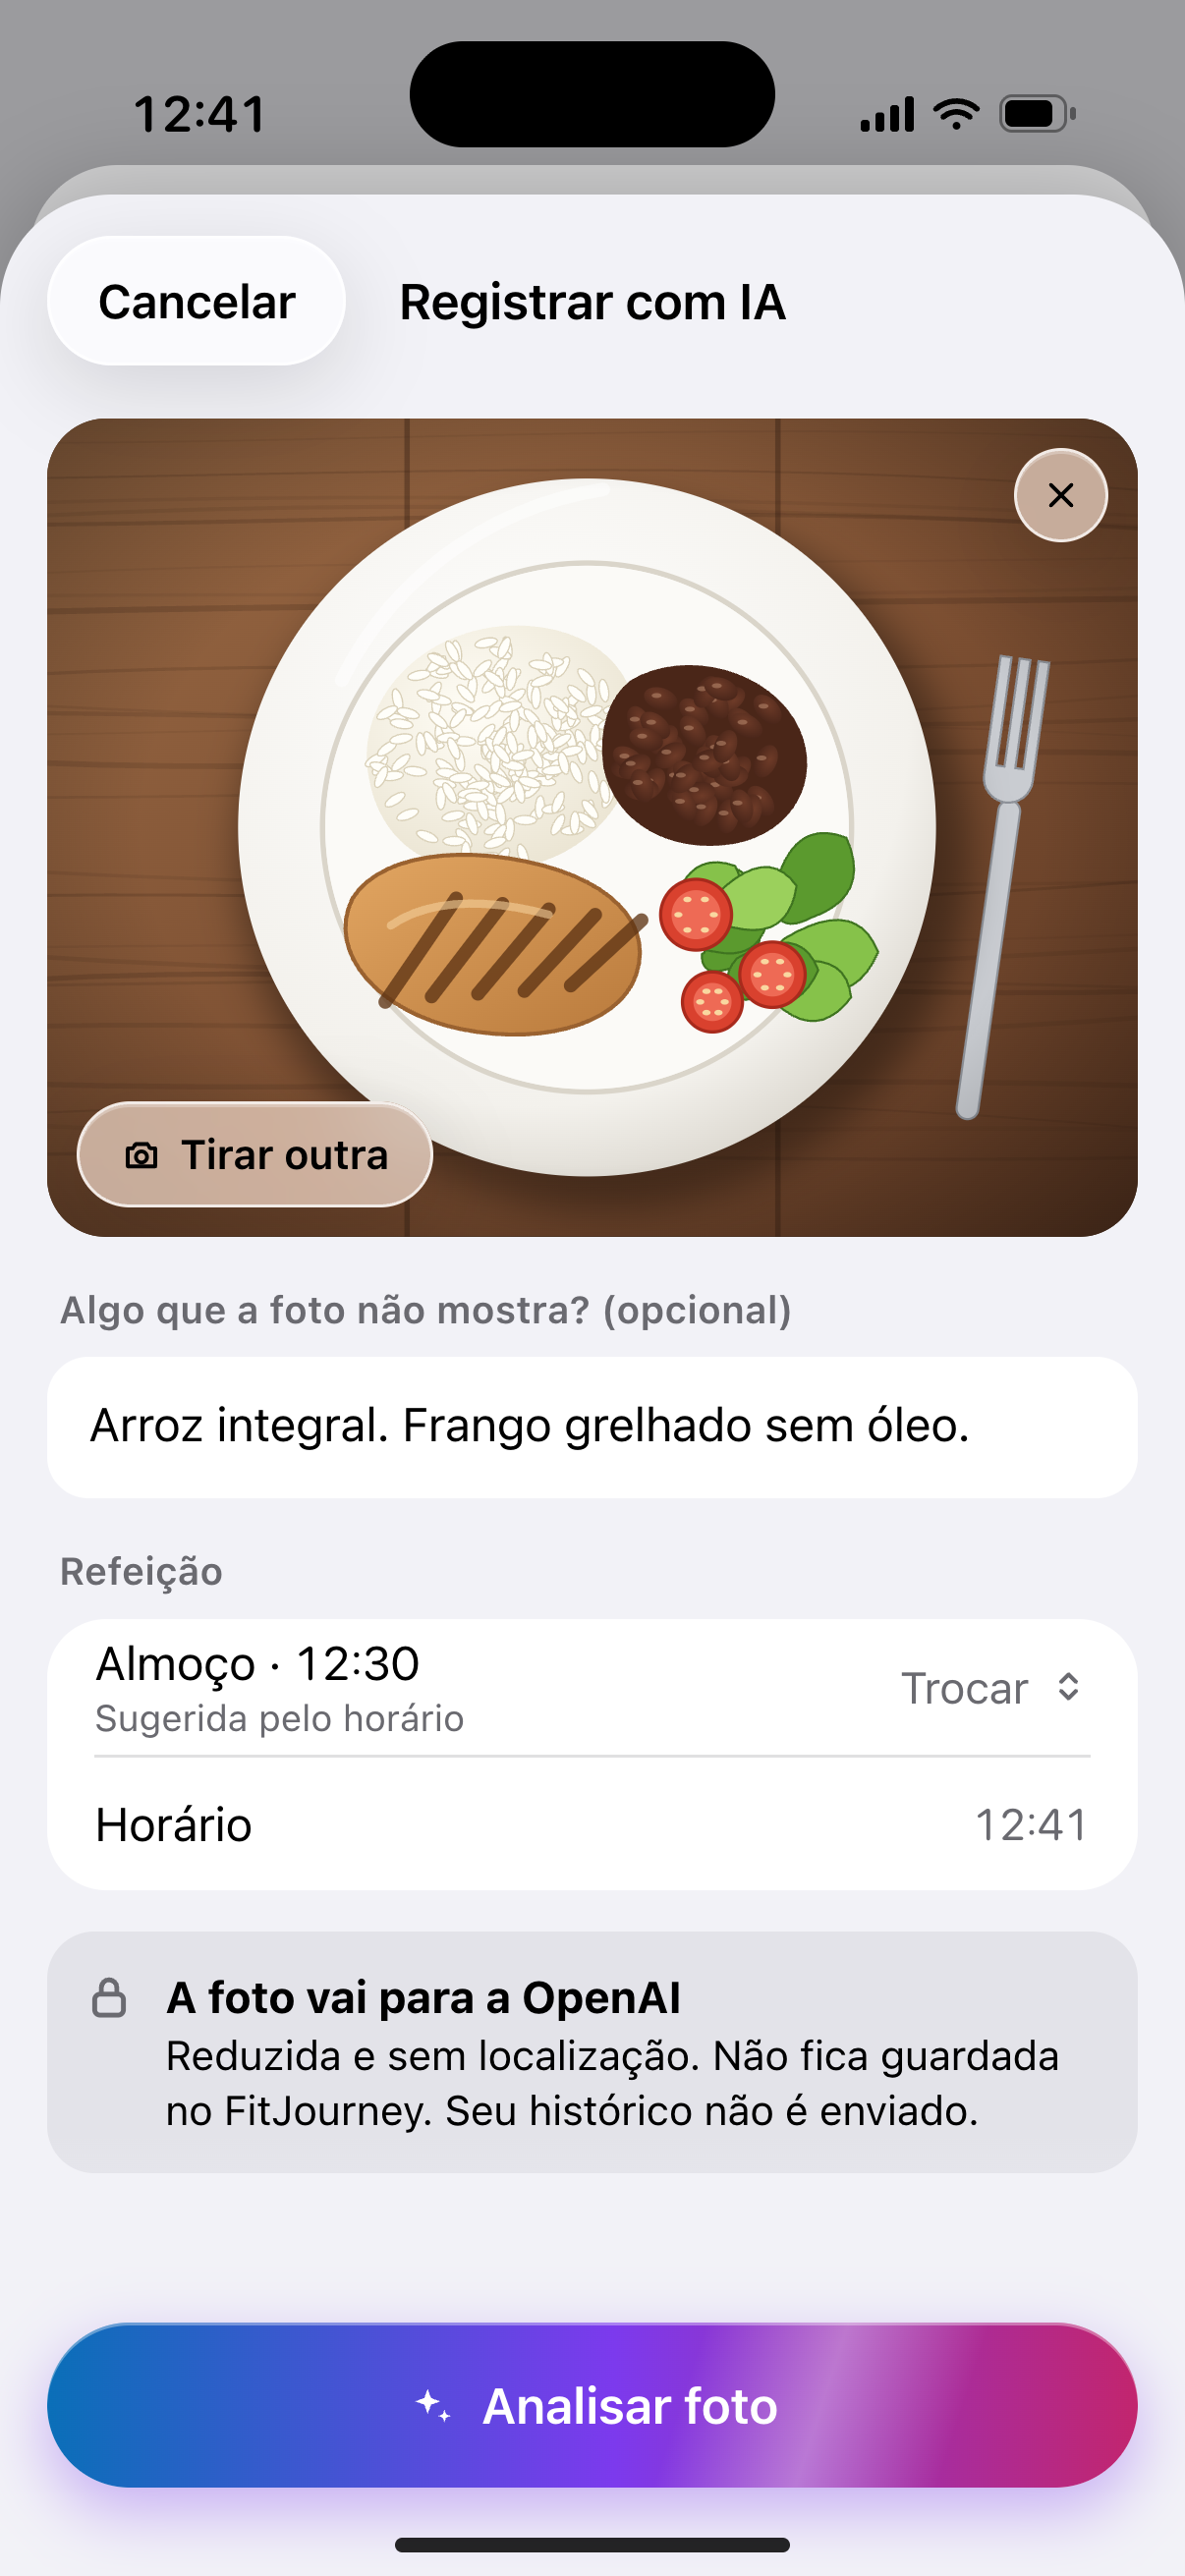 12:41
Cancelar
Registrar com IA
Tirar outra
Algo que a foto não mostra? (opcional)
Arroz integral. Frango grelhado sem óleo.
Refeição
Almoço · 12:30
Sugerida pelo horário
Trocar
Horário
12:41
A foto vai para a OpenAI
Reduzida e sem localização. Não fica guardada
no FitJourney. Seu histórico não é enviado.
Analisar foto